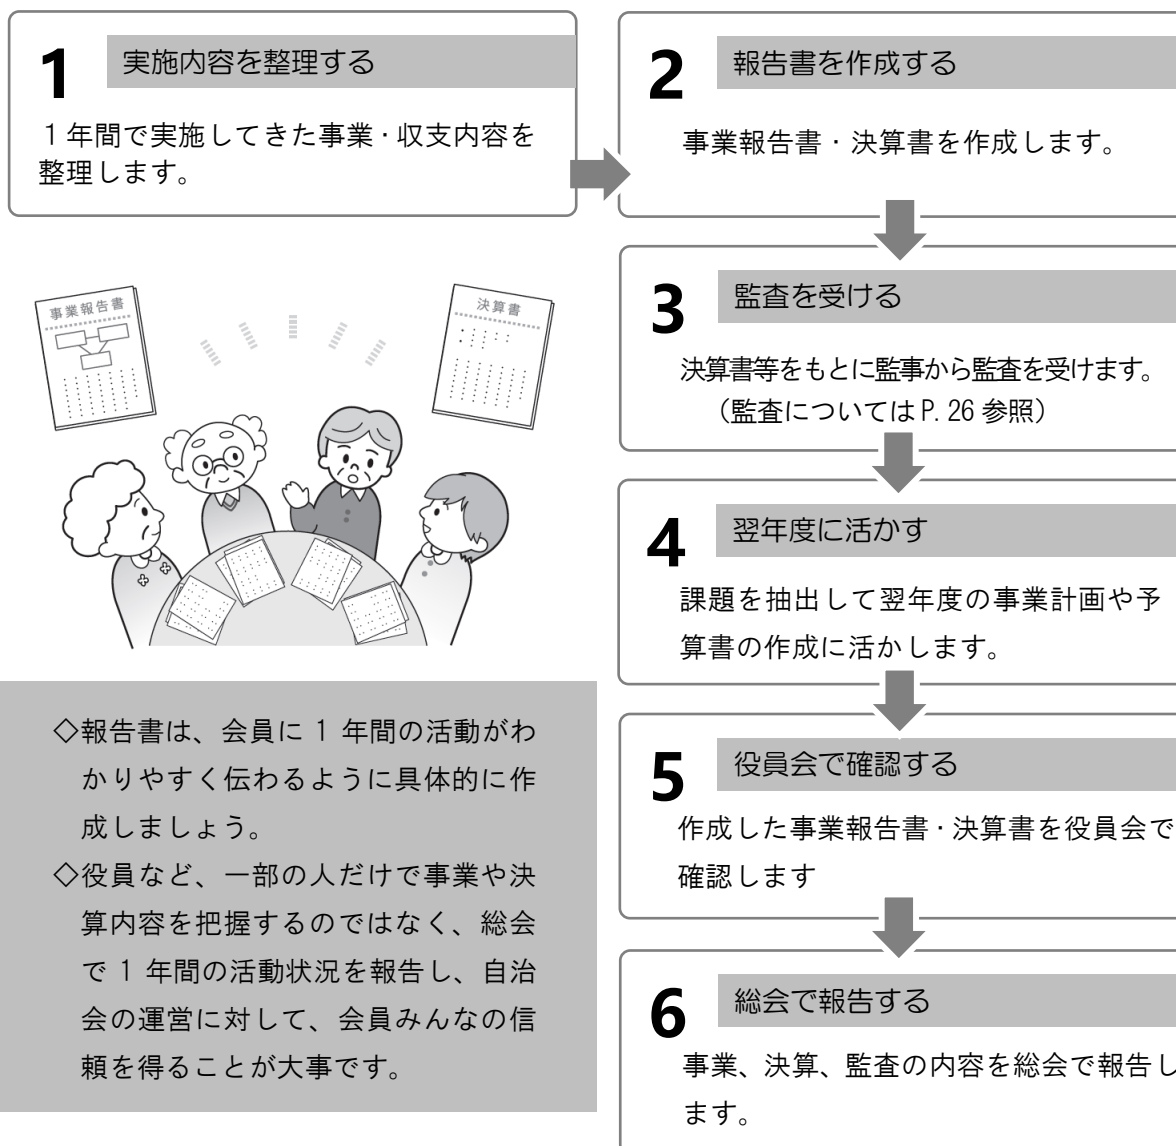 1 実施内容を整理する
1年間で実施してきた事業・収支内容を
整理します。
2 報告書を作成する
事業報告書・決算書を作成します。
3 監査を受ける
決算書等をもとに監事から監査を受けます。
（監査についてはP.26 参照）
4 翌年度に活かす
課題を抽出して翌年度の事業計画や予
算書の作成に活かします。
5 役員会で確認する
作成した事業報告書・決算書を役員会で
確認します
6 総会で報告する
事業、決算、監査の内容を総会で報告し
ます。
事業報告書
決算書
◇報告書は、会員に 1 年間の活動がわ
かりやすく伝わるように具体的に作
成しましょう。
◇役員など、一部の人だけで事業や決
算内容を把握するのではなく、総会
で 1 年間の活動状況を報告し、自治
会の運営に対して、会員みんなの信
頼を得ることが大事です。